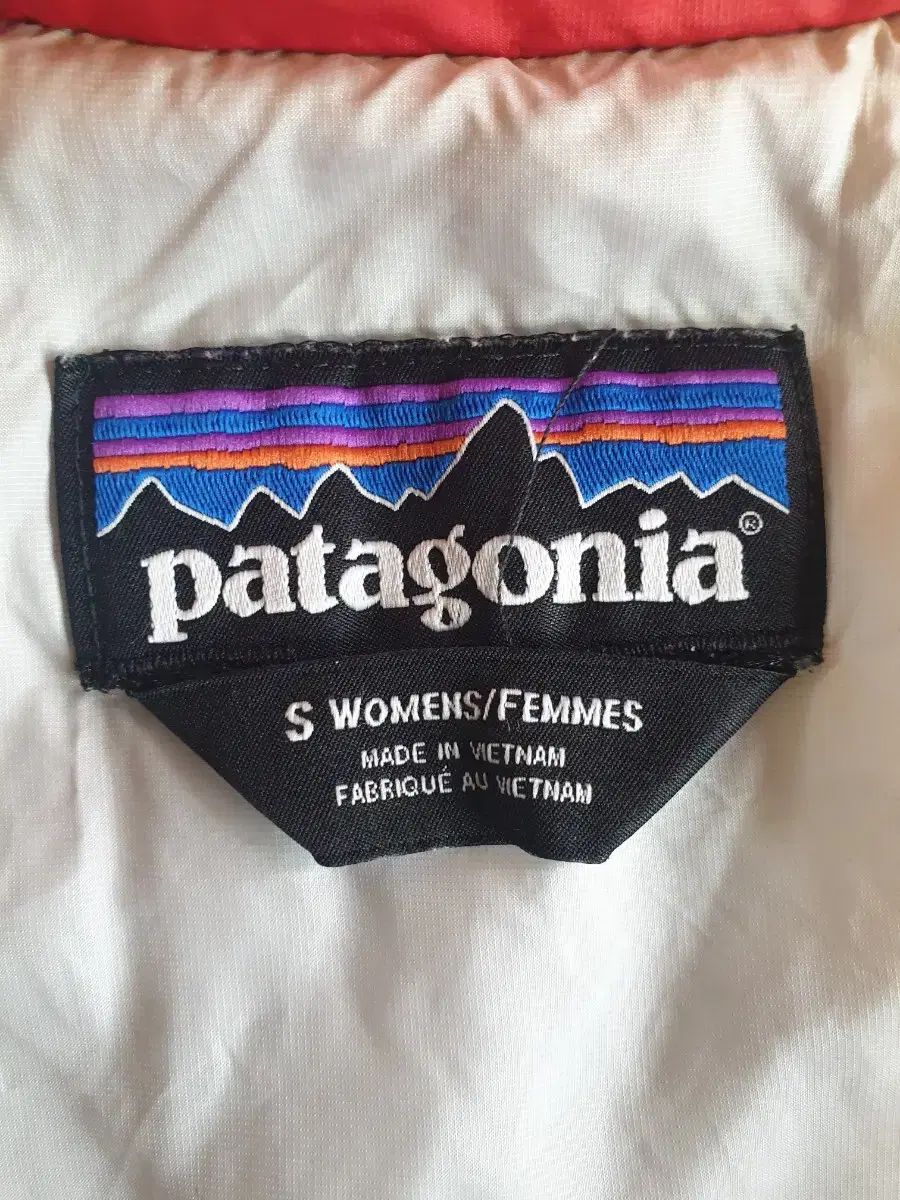 patagonia®
S WOMENS/FEMMES
MADE IN VIETNAM
FABRIQUÉ AU VIETNAM